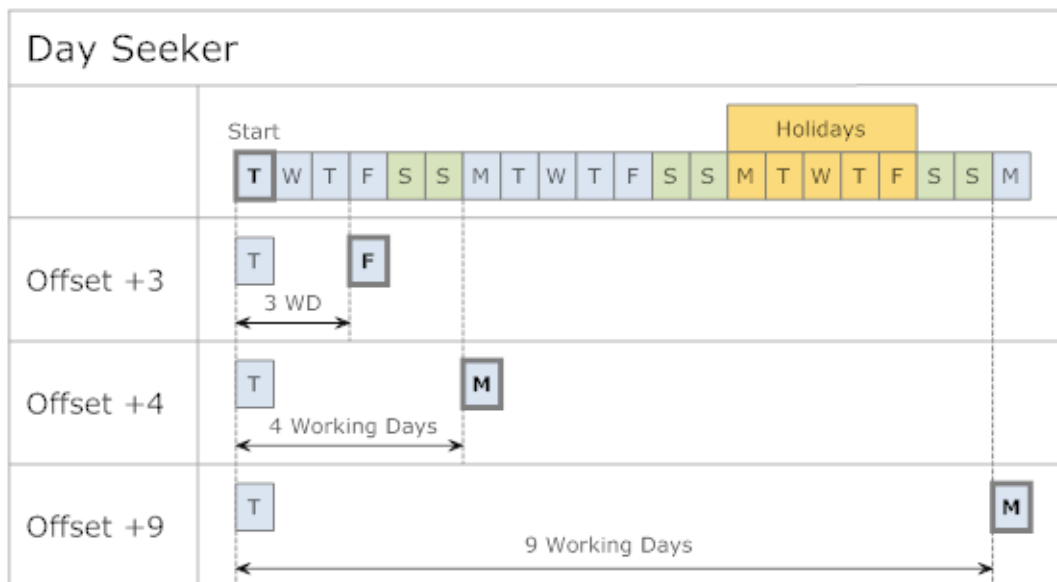 Day Seeker
Start
Holidays
T W T F S S M T W T F S S M T W T F S S M
Offset +3
T F
3 WD
Offset +4
T M
4 Working Days
Offset +9
T M
9 Working Days